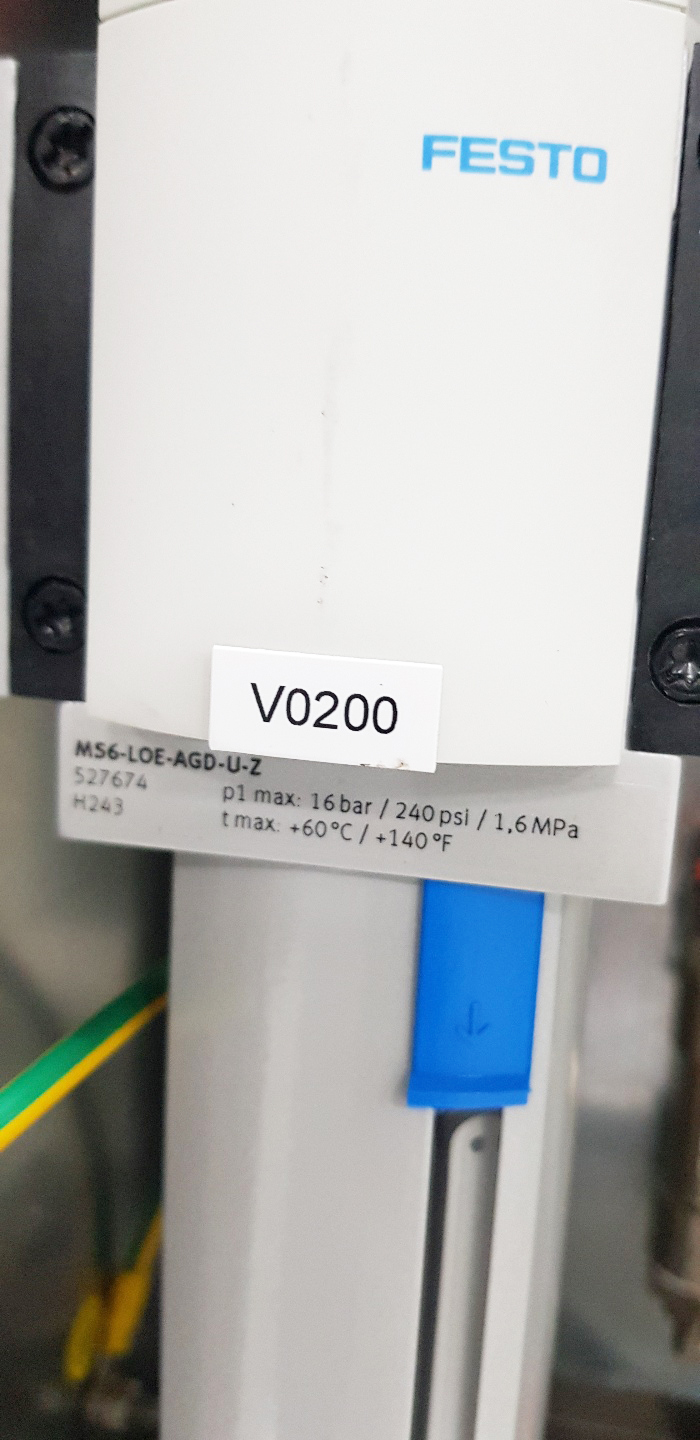 FESTO
V0200
MS6-LOE-AGD-U-Z
527674
H243
p1 max: 16 bar / 240 psi / 1,6 MPa
t max: +60°C / +140°F